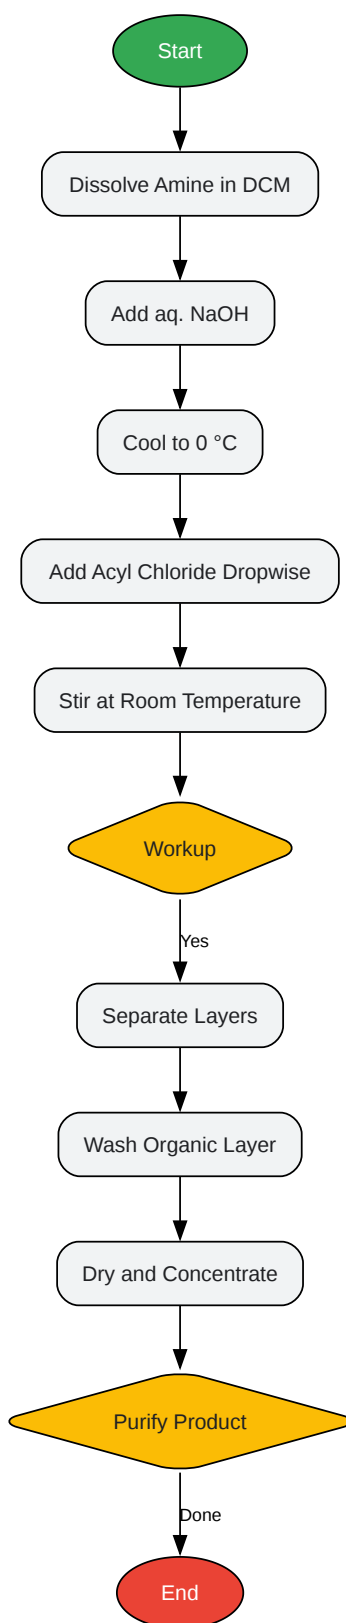 Start
Dissolve Amine in DCM
Add aq. NaOH
Cool to 0 °C
Add Acyl Chloride Dropwise
Stir at Room Temperature
Workup
Yes
Separate Layers
Wash Organic Layer
Dry and Concentrate
Purify Product
Done
End